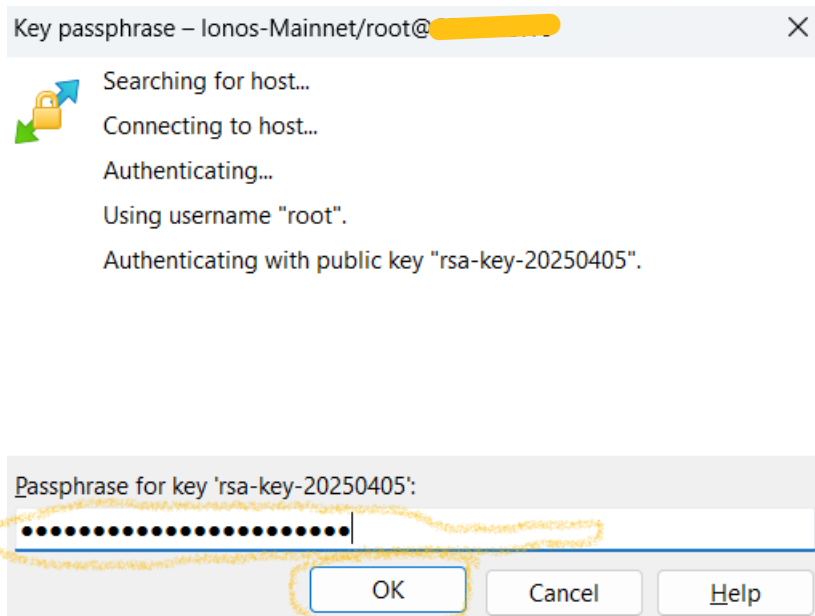 Key passphrase – Ionos-Mainnet/root@
Searching for host...
Connecting to host...
Authenticating...
Using username "root".
Authenticating with public key "rsa-key-20250405".
Passphrase for key 'rsa-key-20250405':
OK
Cancel
Help